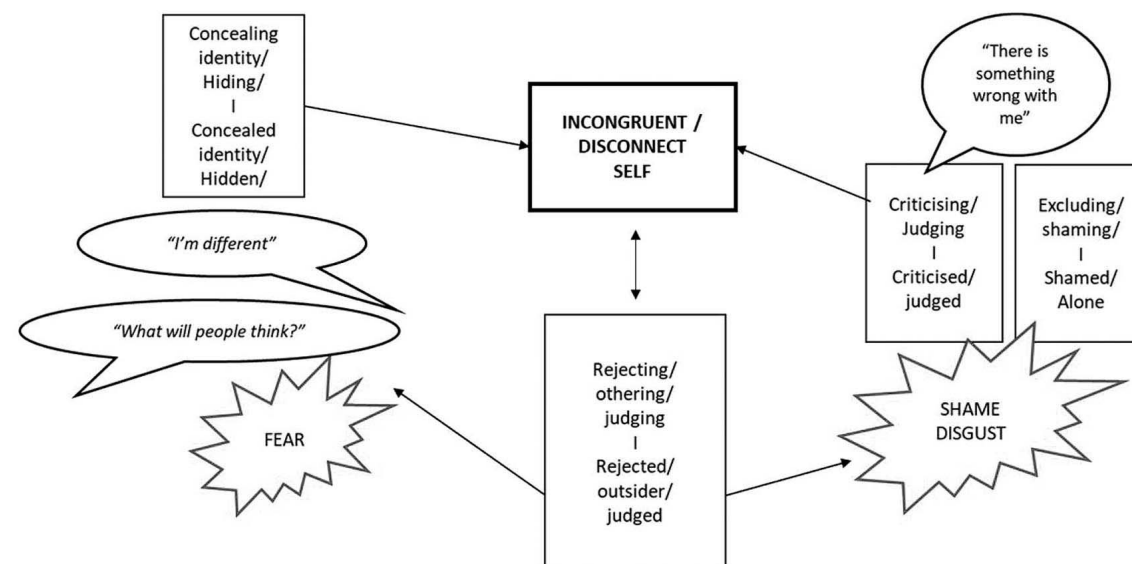 Concealing
identity/
Hiding/
I
Concealed
identity/
Hidden/
"I'm different"
"What will people think?"
FEAR
INCONGRUENT /
DISCONNECT
SELF
Rejecting/
othering/
judging
I
Rejected/
outsider/
judged
"There is
something
wrong with
me"
Criticising/
Judging
I
Criticised/
judged
Excluding/
shaming/
I
Shamed/
Alone
SHAME
DISGUST